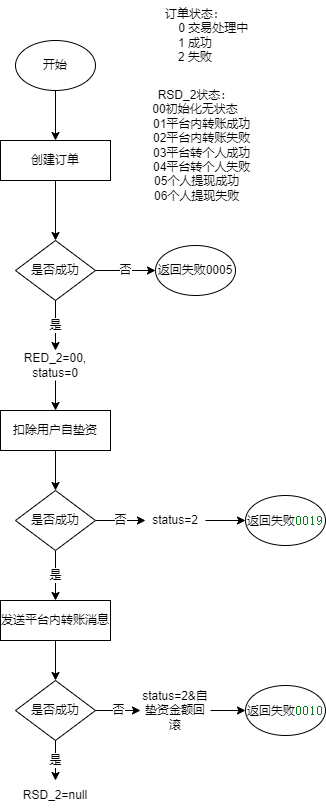 订单状态：
0 交易处理中
1 成功
2 失败
开始
RSD_2状态：
00初始化无状态
01平台内转账成功
02平台内转账失败
03平台转个人成功
04平台转个人失败
05个人提现成功
06个人提现失败
创建订单
是否成功
否
返回失败0005
是
RED_2=00,
status=0
扣除用户自垫资
是否成功
否
status=2
返回失败0019
是
发送平台内转账消息
是否成功
否
status=2&自
垫资金额回
滚
返回失败0010
是
RSD_2=null